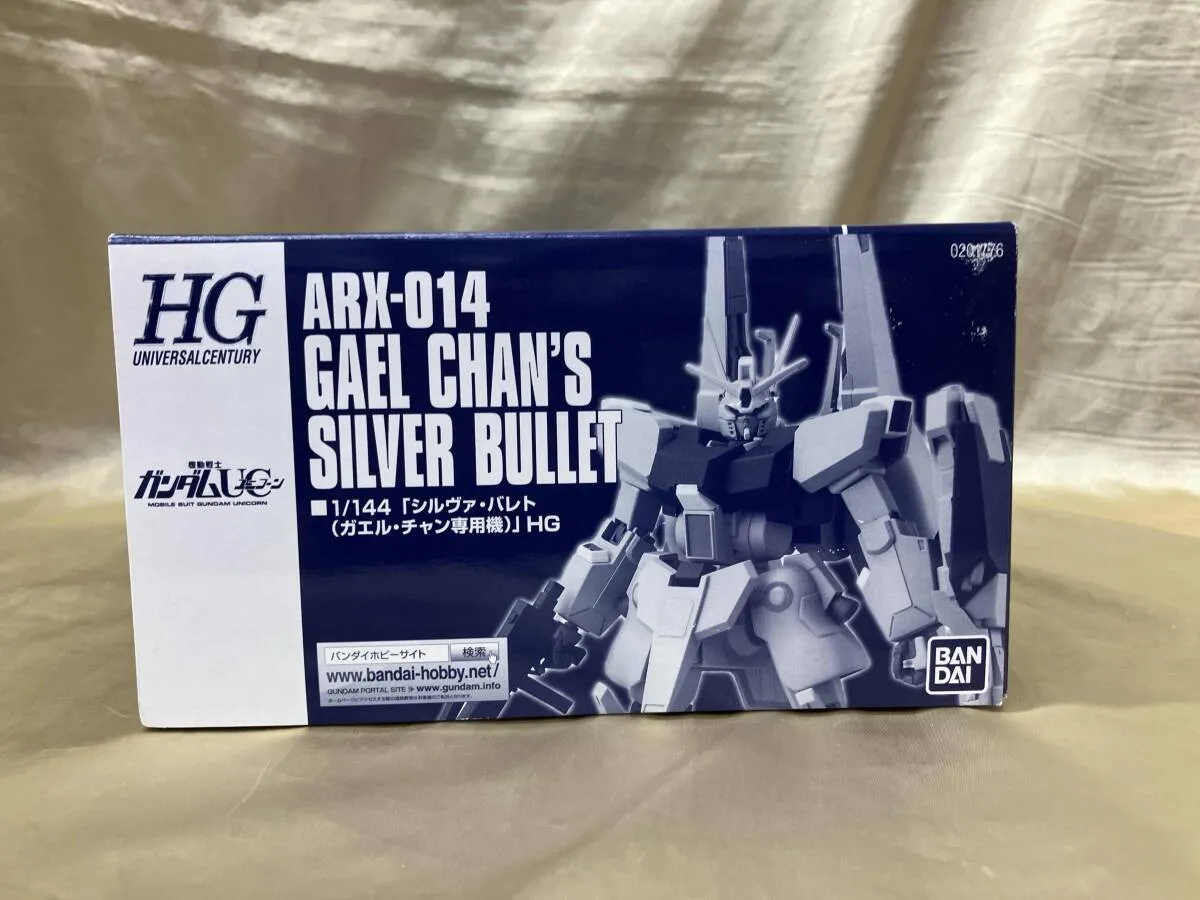 HG
UNIVERSAL CENTURY
機動戦士
ガンダムUC ユニコーン
MOBILE SUIT GUNDAM UNICORN
ARX-014
GAEL CHAN'S
SILVER BULLET
■1/144「シルヴァ・バレト
(ガエル・チャン専用機)」HG
バンダイホビーサイト 検索
www.bandai-hobby.net/
GUNDAM PORTAL SITE ≫ www.gundam.info
BAN
DAI